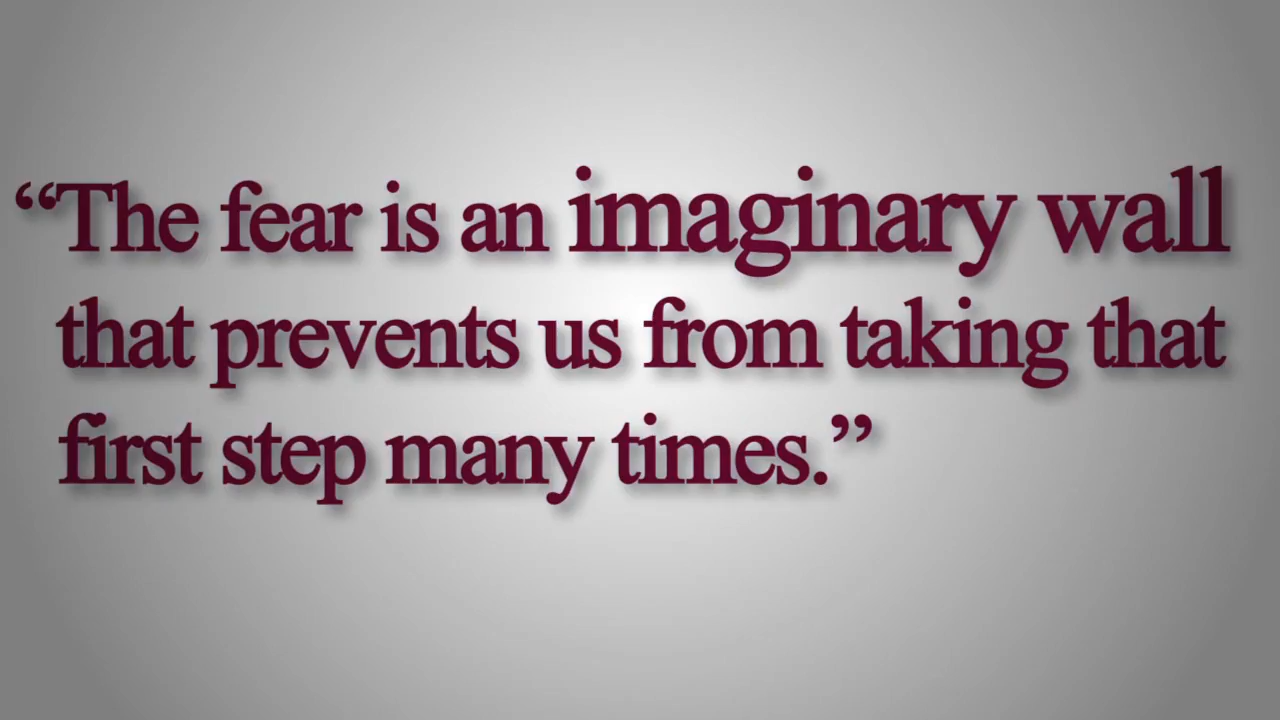 “The fear is an imaginary wall
that prevents us from taking that
first step many times.”